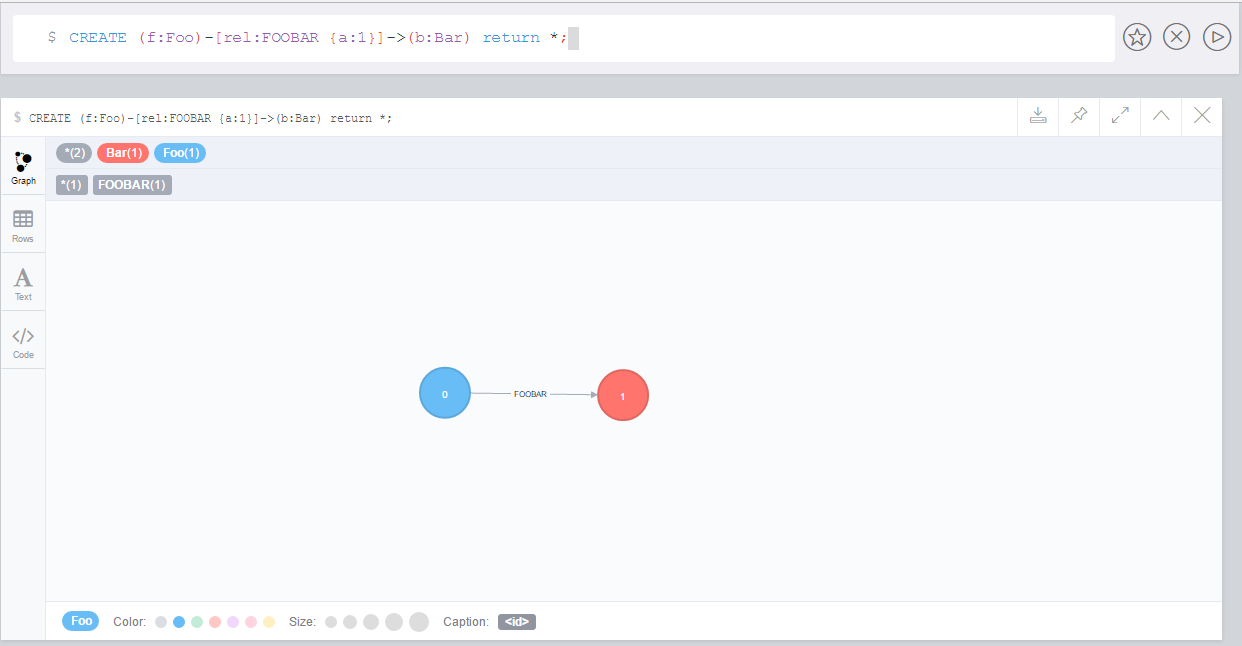 $ CREATE (f:Foo)-[rel:FOOBAR {a:1}]->(b:Bar) return *;
$ CREATE (f:Foo)-[rel:FOOBAR {a:1}]->(b:Bar) return *;
*(2) Bar(1) Foo(1)
Graph
*(1) FOOBAR(1)
Rows
A
Text
</>
Code
0 FOOBAR 1
Foo Color: Size: Caption: <id>